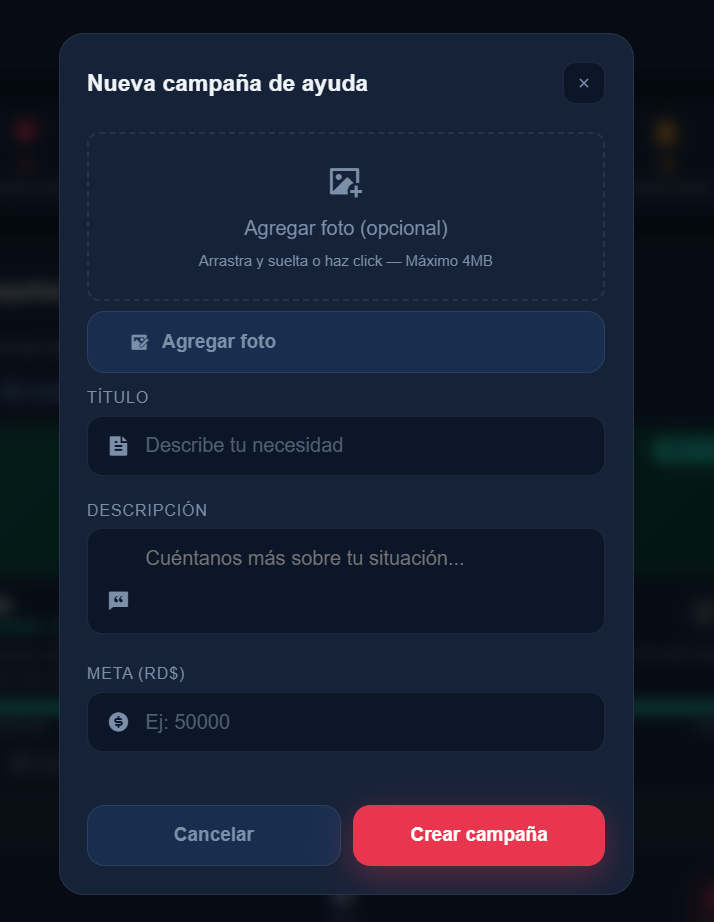 Nueva campaña de ayuda
×
Agregar foto (opcional)
Arrastra y suelta o haz click — Máximo 4MB
Agregar foto
TÍTULO
Describe tu necesidad
DESCRIPCIÓN
Cuéntanos más sobre tu situación...
META (RD$)
Ej: 50000
Cancelar
Crear campaña